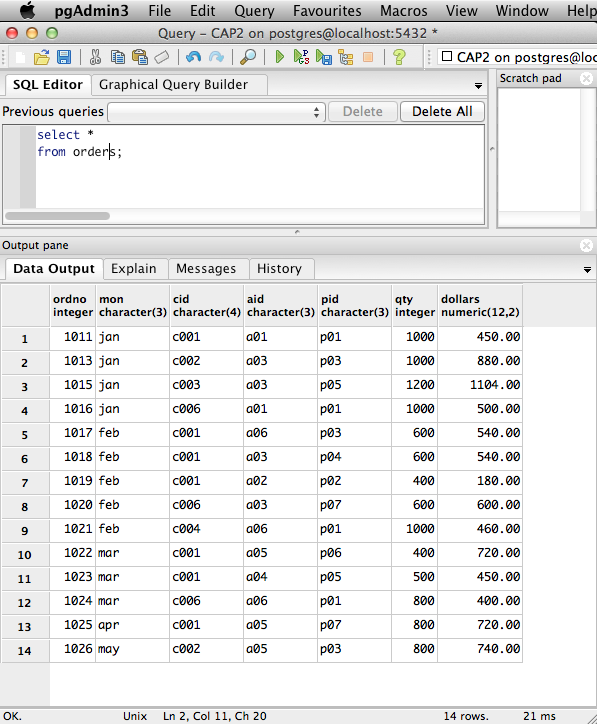 pgAdmin3 File Edit Query Favourites Macros View Window Help
Query – CAP2 on postgres@localhost:5432 *
CAP2 on postgres@loc
SQL Editor Graphical Query Builder
Scratch pad
Previous queries Delete Delete All
select *
from orders;
Output pane
Data Output Explain Messages History
ordno mon cid aid pid qty dollars
integer character(3) character(4) character(3) character(3) integer numeric(12,2)
1 1011 jan c001 a01 p01 1000 450.00
2 1013 jan c002 a03 p03 1000 880.00
3 1015 jan c003 a03 p05 1200 1104.00
4 1016 jan c006 a01 p01 1000 500.00
5 1017 feb c001 a06 p03 600 540.00
6 1018 feb c001 a03 p04 600 540.00
7 1019 feb c001 a02 p02 400 180.00
8 1020 feb c006 a03 p07 600 600.00
9 1021 feb c004 a06 p01 1000 460.00
10 1022 mar c001 a05 p06 400 720.00
11 1023 mar c001 a04 p05 500 450.00
12 1024 mar c006 a06 p01 800 400.00
13 1025 apr c001 a05 p07 800 720.00
14 1026 may c002 a05 p03 800 740.00
OK. Unix Ln 2, Col 11, Ch 20 14 rows. 21 ms